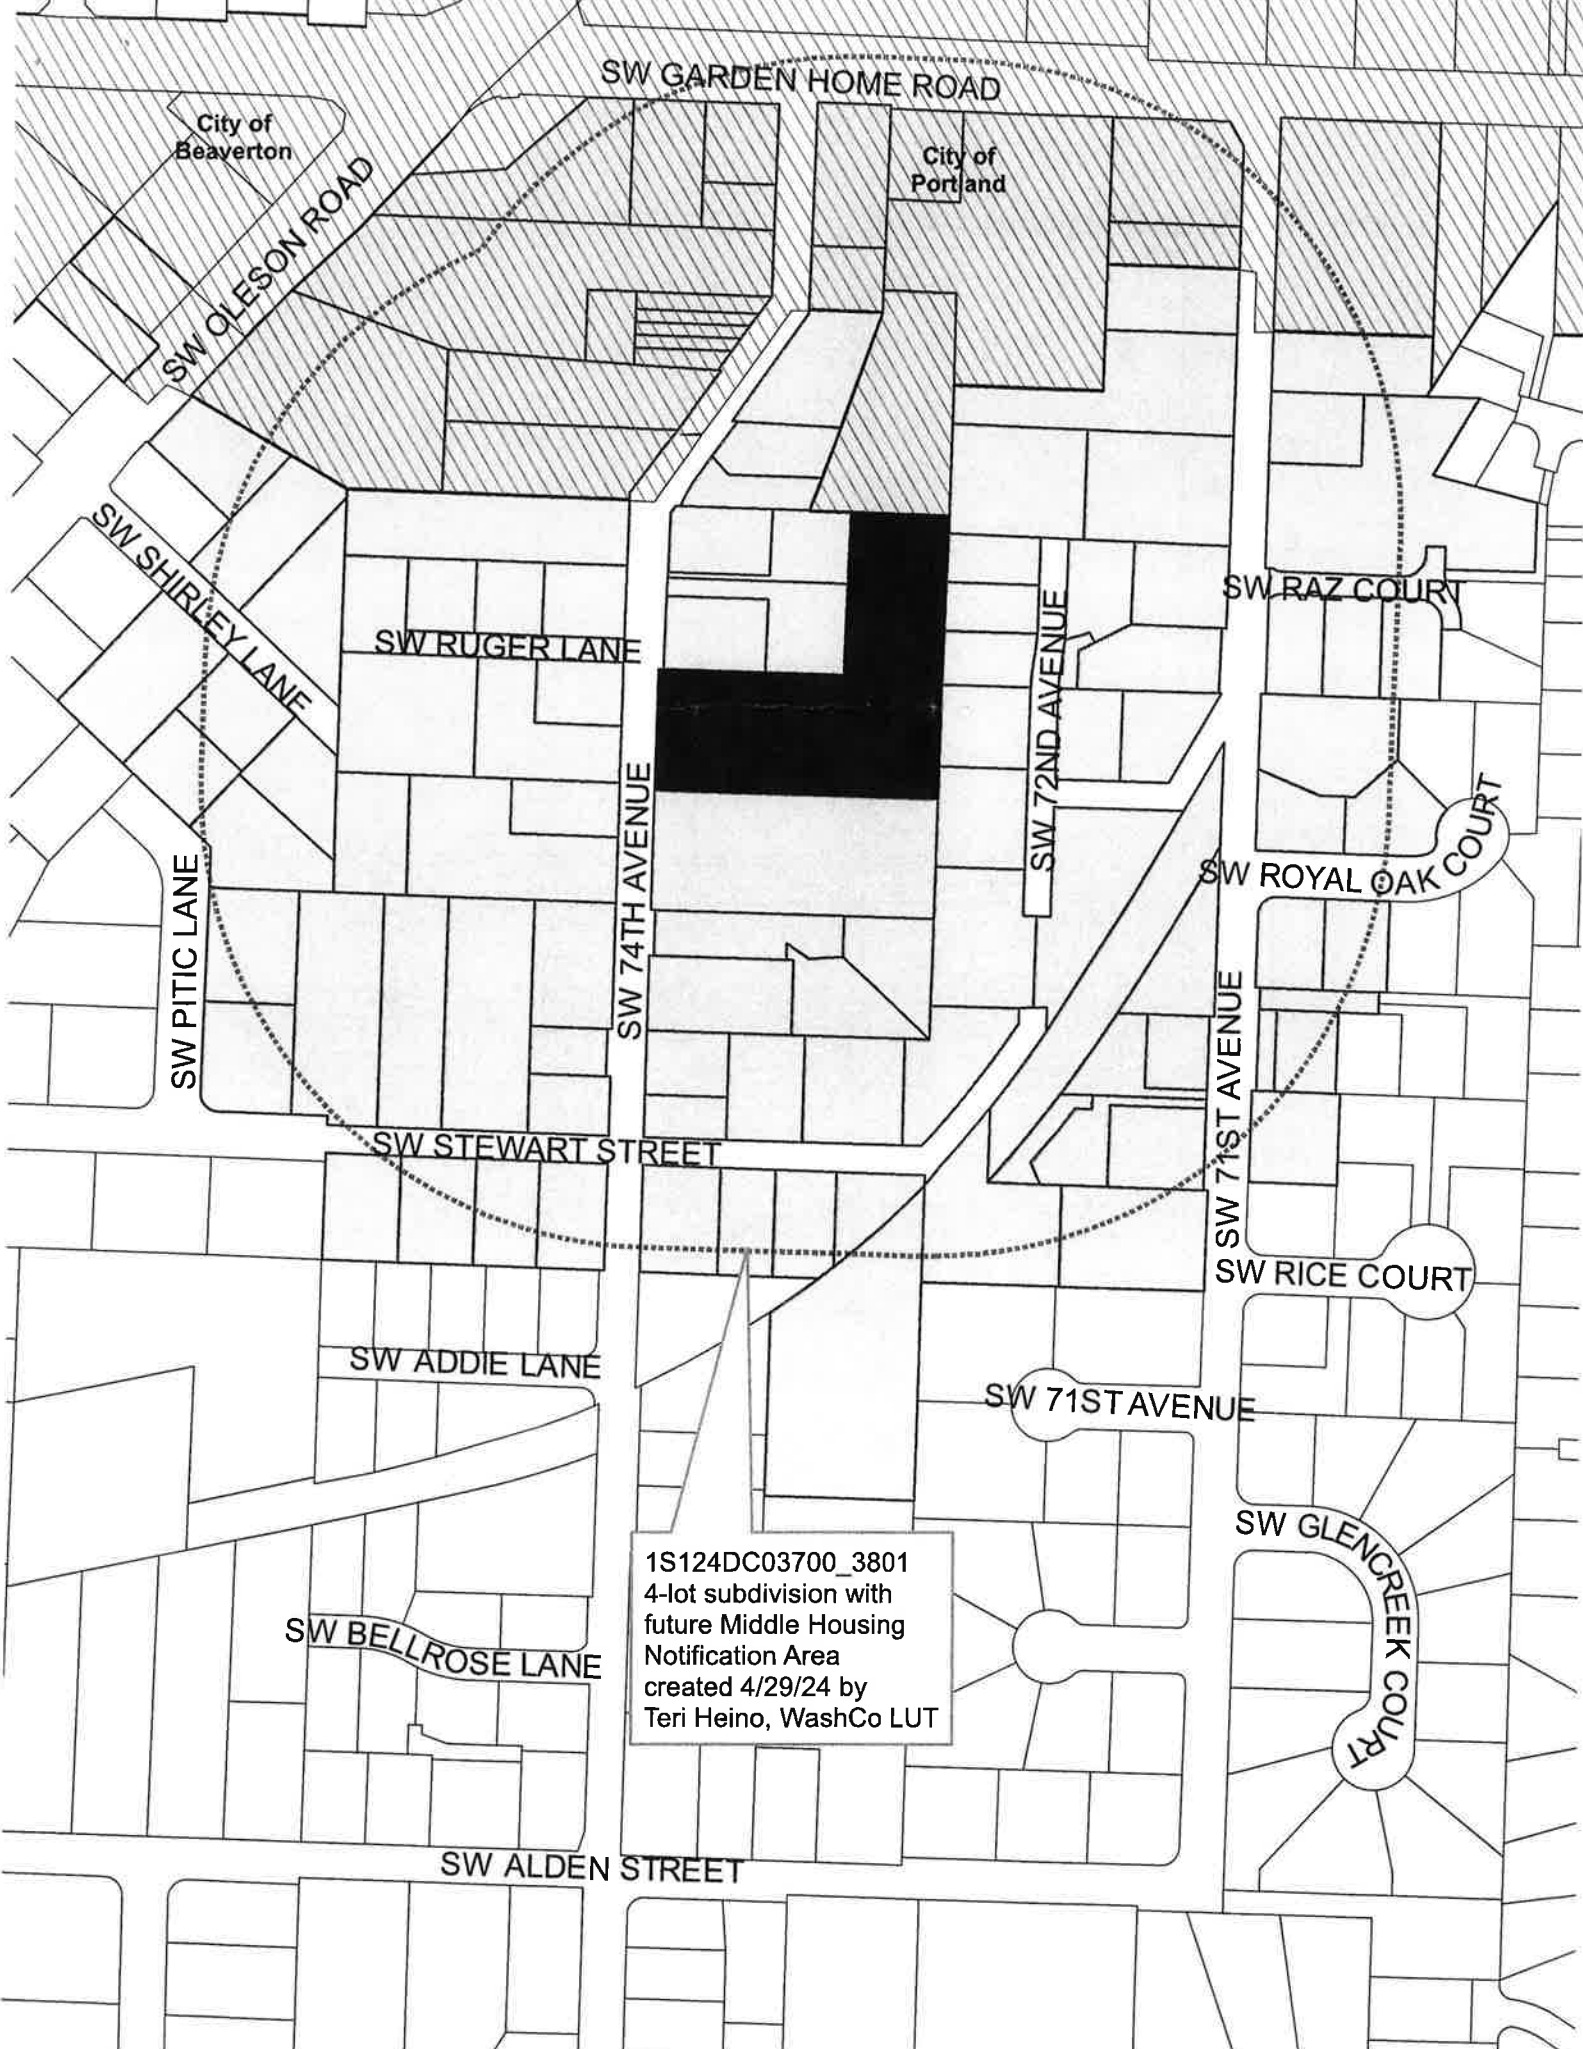 SW GARDEN HOME ROAD
City of
Beaverton
City of
Portland
SW OLESON ROAD
SW SHIRLEY LANE
SW RUGER LANE
SW RAZ COURT
SW 72ND AVENUE
SW 74TH AVENUE
SW ROYAL OAK COURT
SW PITIC LANE
SW 71ST AVENUE
SW STEWART STREET
SW RICE COURT
SW ADDIE LANE
SW 71ST AVENUE
SW GLENCREEK COURT
1S124DC03700_3801
4-lot subdivision with
future Middle Housing
Notification Area
created 4/29/24 by
Teri Heino, WashCo LUT
SW BELLROSE LANE
SW ALDEN STREET